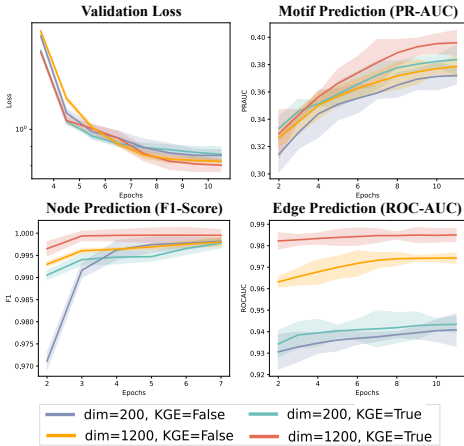 Validation Loss
Loss
10⁰
4 5 6 7 8 9 10
Epochs
Motif Prediction (PR-AUC)
PRAUC
0.40
0.38
0.36
0.34
0.32
0.30
2 4 6 8 10
Epochs
Node Prediction (F1-Score)
F1
1.000
0.995
0.990
0.985
0.980
0.975
0.970
2 3 4 5 6 7
Epochs
Edge Prediction (ROC-AUC)
ROCAUC
0.99
0.98
0.97
0.96
0.95
0.94
0.93
0.92
2 4 6 8 10
Epochs
dim=200, KGE=False
dim=200, KGE=True
dim=1200, KGE=False
dim=1200, KGE=True